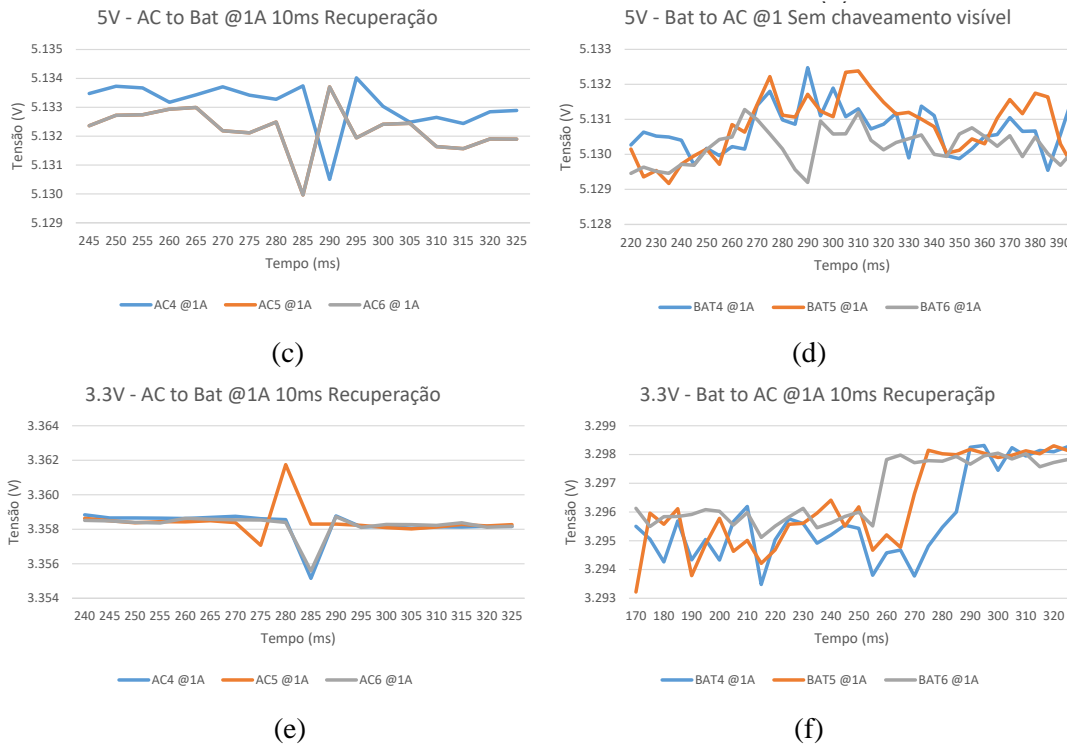 5V - AC to Bat @1A 10ms Recuperação
5.135
5.134
5.133
5.132
5.131
5.130
5.129
Tensão (V)
245 250 255 260 265 270 275 280 285 290 295 300 305 310 315 320 325
Tempo (ms)
AC4 @1A AC5 @1A AC6 @ 1A
(c)
5V - Bat to AC @1 Sem chaveamento visível
5.133
5.132
5.131
5.130
5.129
5.128
Tensão (V)
220 230 240 250 260 270 280 290 300 310 320 330 340 350 360 370 380 390
Tempo (ms)
BAT4 @1A BAT5 @1A BAT6 @1A
(d)
3.3V - AC to Bat @1A 10ms Recuperação
3.364
3.362
3.360
3.358
3.356
3.354
Tensão (V)
240 245 250 255 260 265 270 275 280 285 290 295 300 305 310 315 320 325
Tempo (ms)
AC4 @1A AC5 @1A AC6 @1A
(e)
3.3V - Bat to AC @1A 10ms Recuperaçãp
3.299
3.298
3.297
3.296
3.295
3.294
3.293
Tensão (V)
170 180 190 200 210 220 230 240 250 260 270 280 290 300 310 320
Tempo (ms)
BAT4 @1A BAT5 @1A BAT6 @1A
(f)